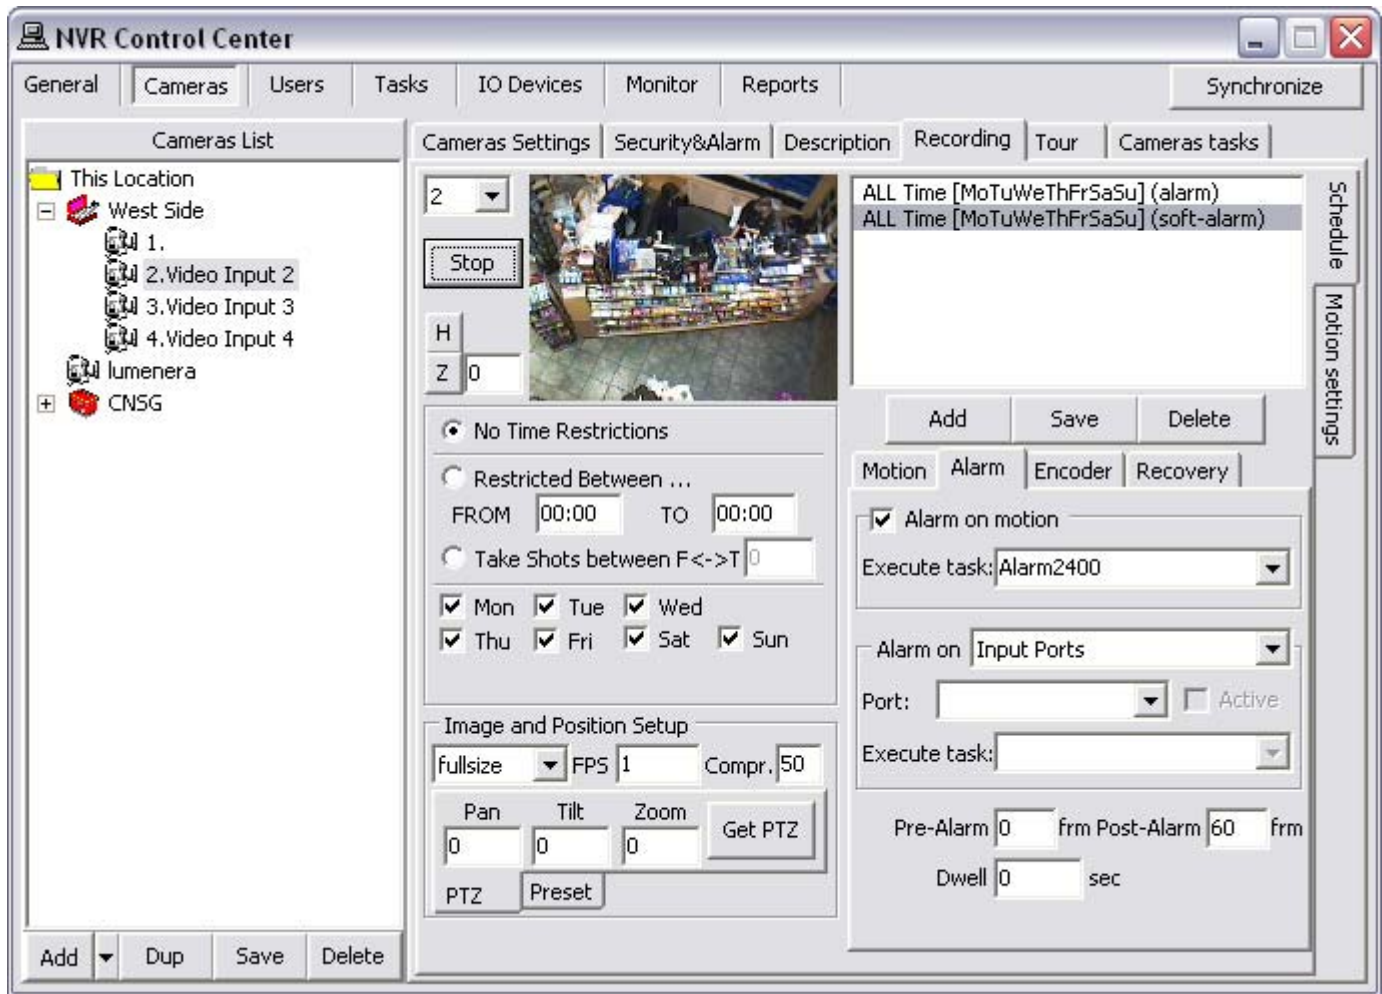 NVR Control Center
General Cameras Users Tasks IO Devices Monitor Reports Synchronize
Cameras List
This Location
West Side
1.
2.Video Input 2
3.Video Input 3
4.Video Input 4
lumenera
CNSG
Add Dup Save Delete
Cameras Settings Security&Alarm Description Recording Tour Cameras tasks
2
Stop
H
Z 0
No Time Restrictions
Restricted Between ...
FROM 00:00 TO 00:00
Take Shots between F<->T 0
Mon Tue Wed
Thu Fri Sat Sun
Image and Position Setup
fullsize FPS 1 Compr. 50
Pan Tilt Zoom
0 0 0 Get PTZ
PTZ Preset
ALL Time [MoTuWeThFrSaSu] (alarm)
ALL Time [MoTuWeThFrSaSu] (soft-alarm)
Add Save Delete
Motion Alarm Encoder Recovery
Alarm on motion
Execute task: Alarm2400
Alarm on Input Ports
Port: Active
Execute task:
Pre-Alarm 0 frm Post-Alarm 60 frm
Dwell 0 sec
Schedule
Motion settings